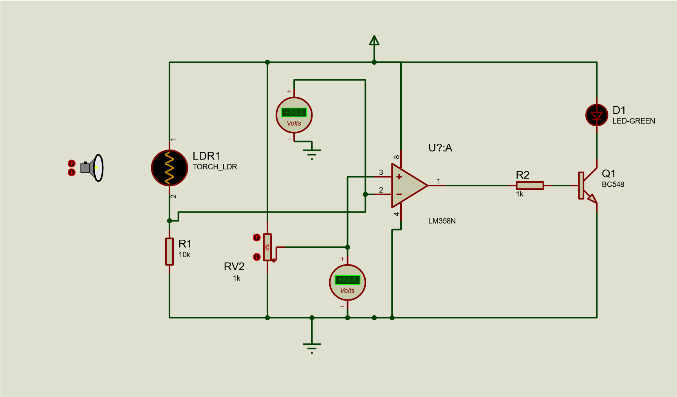 U?:A
D1
LED-GREEN
+
Volts
-
1
8
LDR1
TORCH_LDR
3
+
2
-
1
R2
1k
Q1
BC548
2
4
LM358N
R1
10k
RV2
1k
+
Volts
-